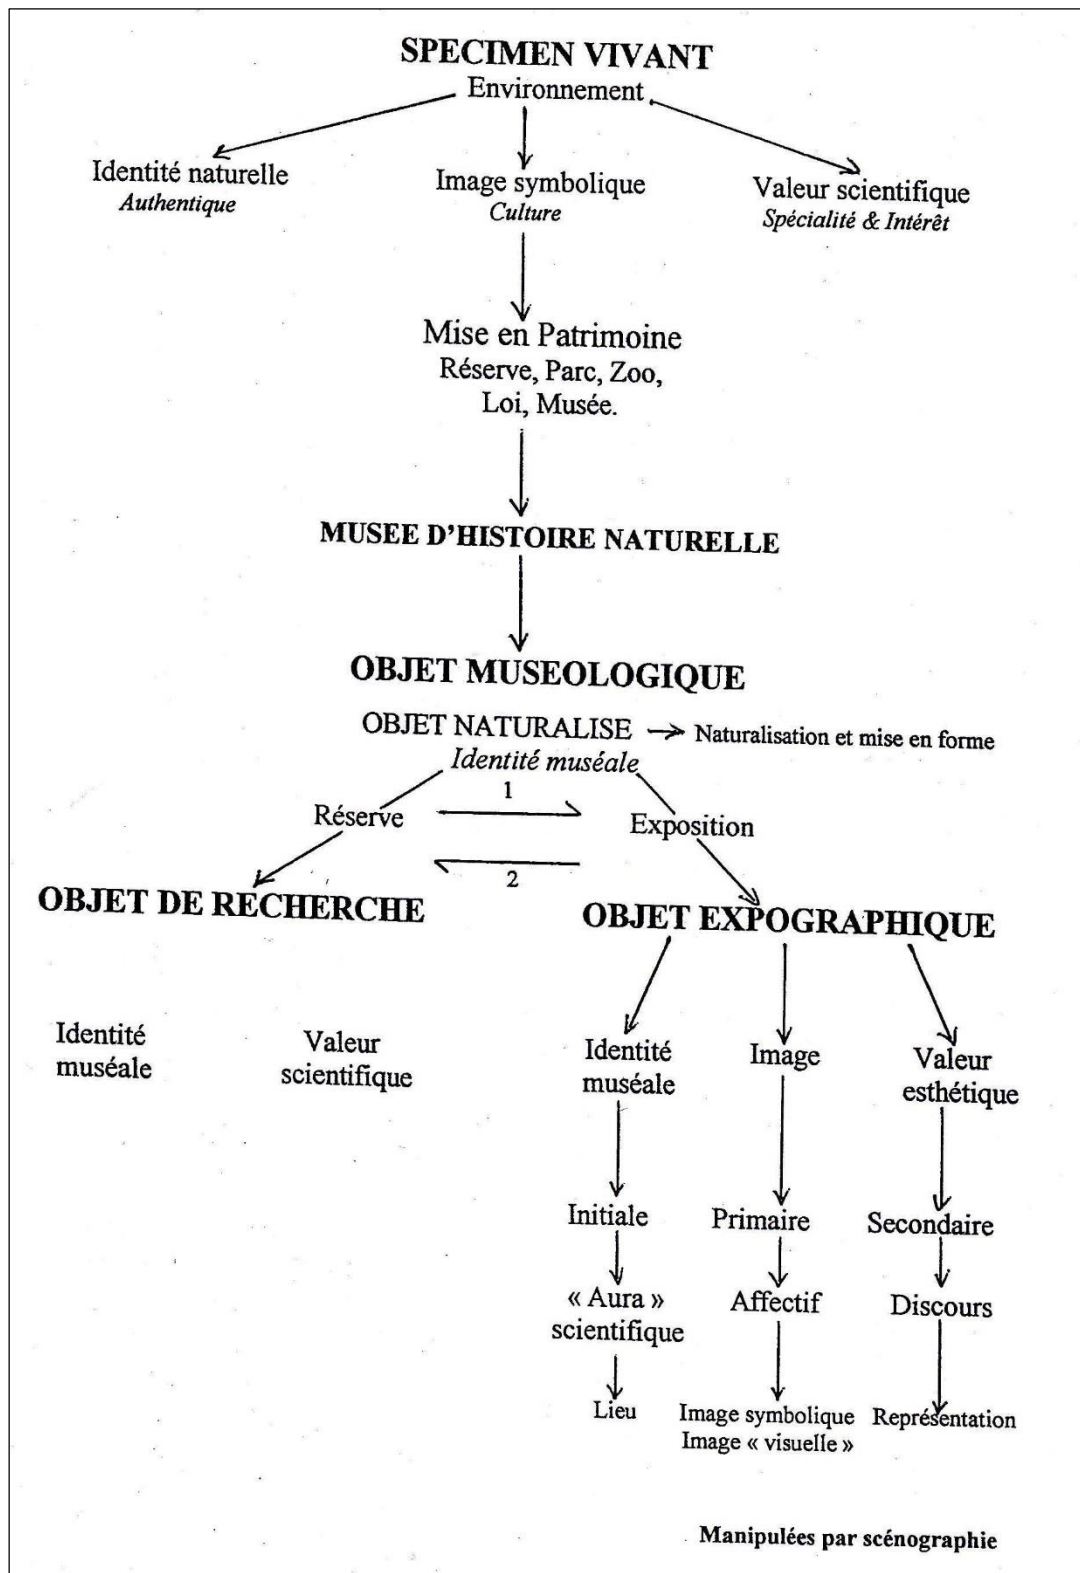 SPECIMEN VIVANT
Environnement
Identité naturelle
Authentique
Image symbolique
Culture
Valeur scientifique
Spécialité & Intérêt
Mise en Patrimoine
Réserve, Parc, Zoo,
Loi, Musée.
MUSEE D'HISTOIRE NATURELLE
OBJET MUSEOLOGIQUE
OBJET NATURALISE
Naturalisation et mise en forme
Identité muséale
1
Réserve
Exposition
2
OBJET DE RECHERCHE
OBJET EXPOGRAPHIQUE
Identité
muséale
Valeur
scientifique
Identité
muséale
Image
Valeur
esthétique
Initiale
Primaire
Secondaire
« Aura »
scientifique
Affectif
Discours
Lieu
Image symbolique
Image « visuelle »
Représentation
Manipulées par scénographie